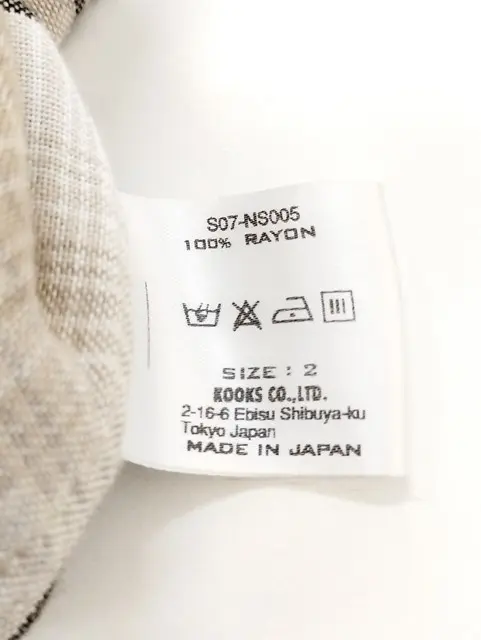 S07-NS005
100% RAYON
SIZE : 2
KOOKS CO.,LTD.
2-16-6 Ebisu Shibuya-ku
Tokyo Japan
MADE IN JAPAN